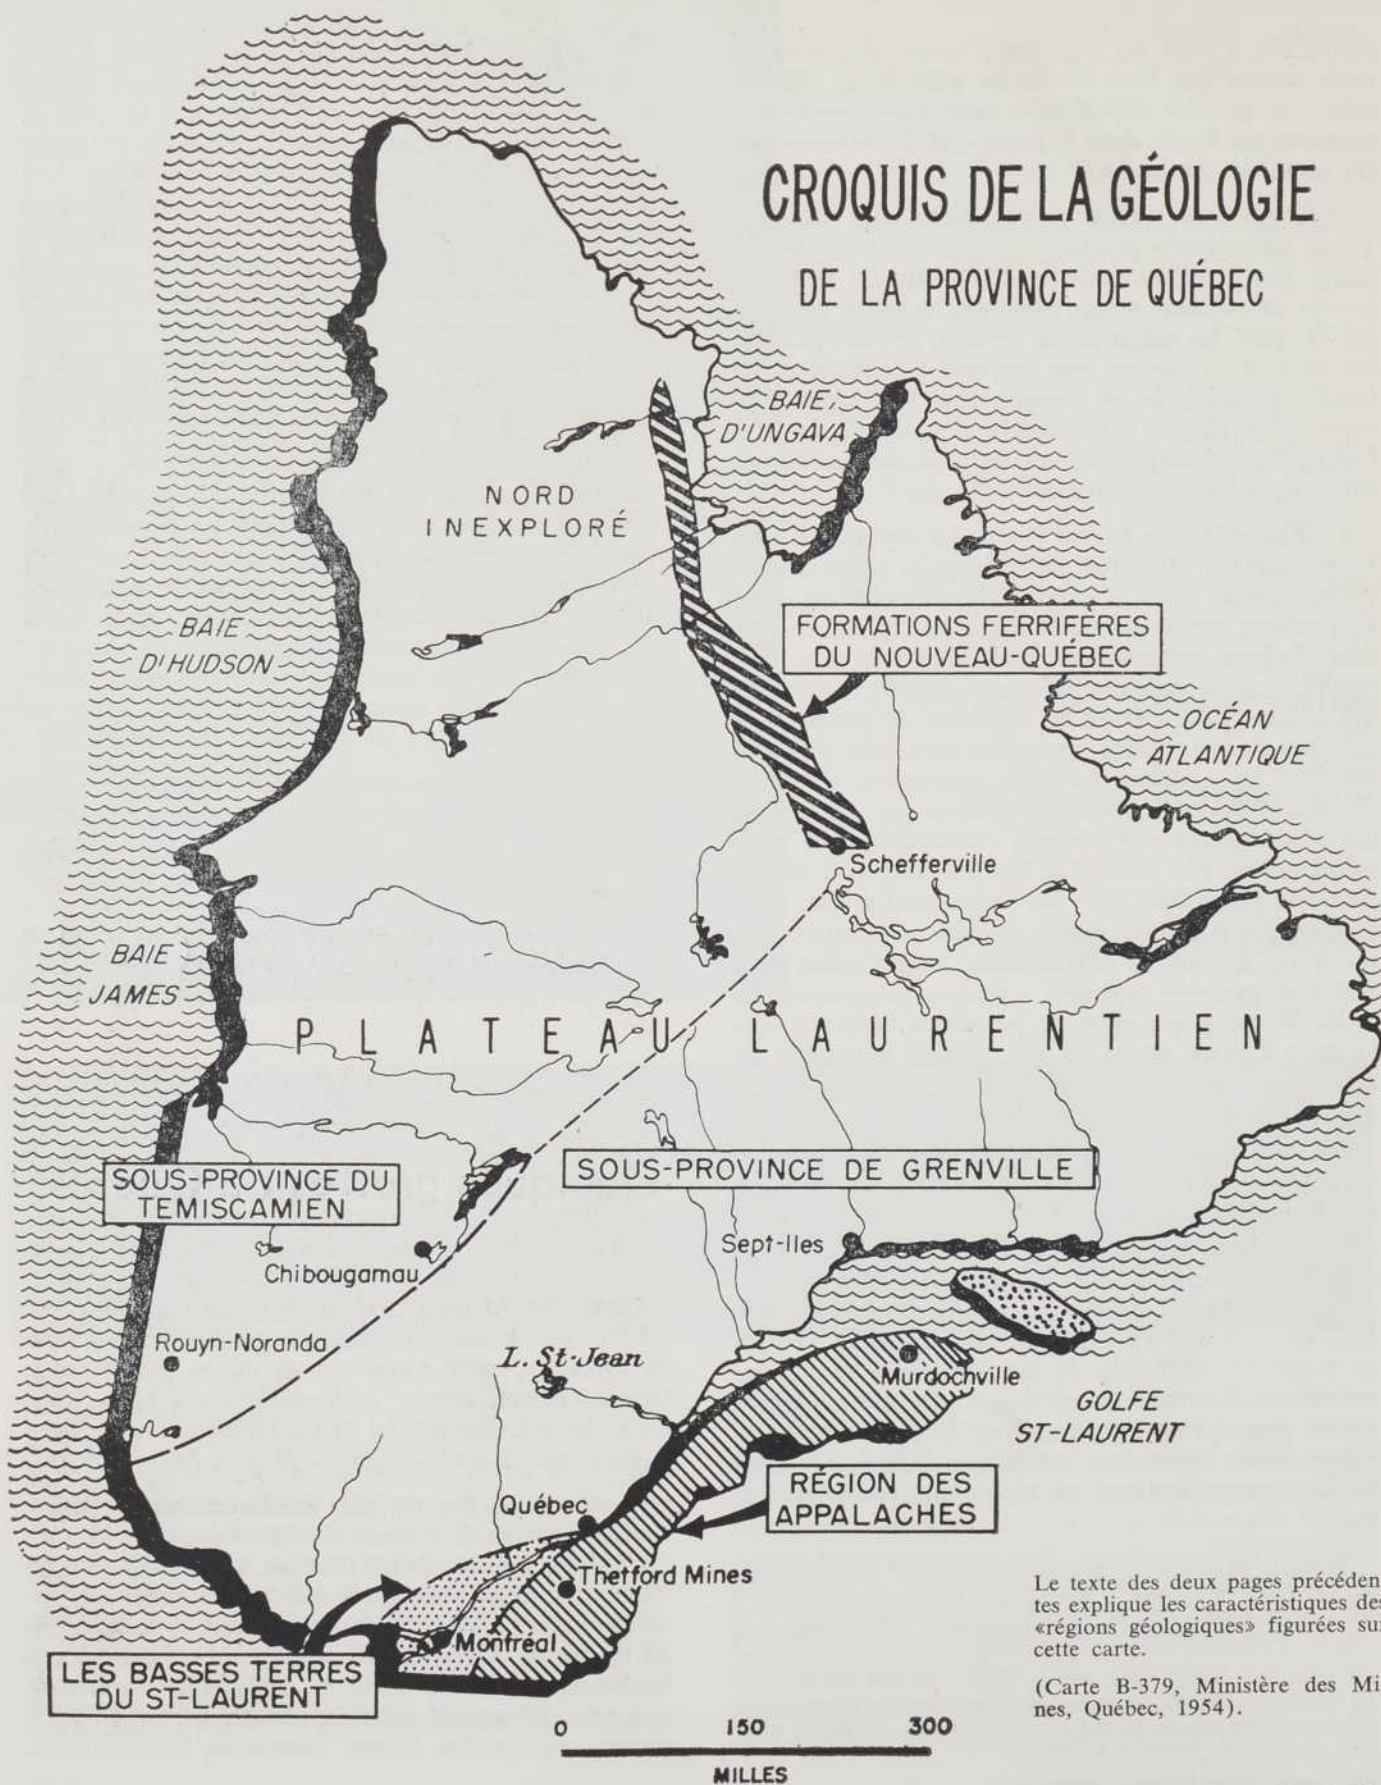 CROQUIS DE LA GÉOLOGIE
DE LA PROVINCE DE QUÉBEC
BAIE
D'UNGAVA
NORD
INEXPLORÉ
FORMATIONS FERRIFÈRES
DU NOUVEAU-QUÉBEC
BAIE
D'HUDSON
OCÉAN
ATLANTIQUE
Schefferville
BAIE
JAMES
PLATEAU LAURENTIEN
SOUS-PROVINCE DU
TEMISCAMIEN
SOUS-PROVINCE DE GRENVILLE
Sept-Iles
Chibougamau
Rouyn-Noranda
L. St-Jean
Murdochville
GOLFE
ST-LAURENT
RÉGION DES
APPALACHES
Québec
Thetford Mines
Montréal
LES BASSES TERRES
DU ST-LAURENT
Le texte des deux pages précéden-
tes explique les caractéristiques des
«régions géologiques» figurées sur
cette carte.
(Carte B-379, Ministère des Mi-
nes, Québec, 1954).
0 150 300
MILLES